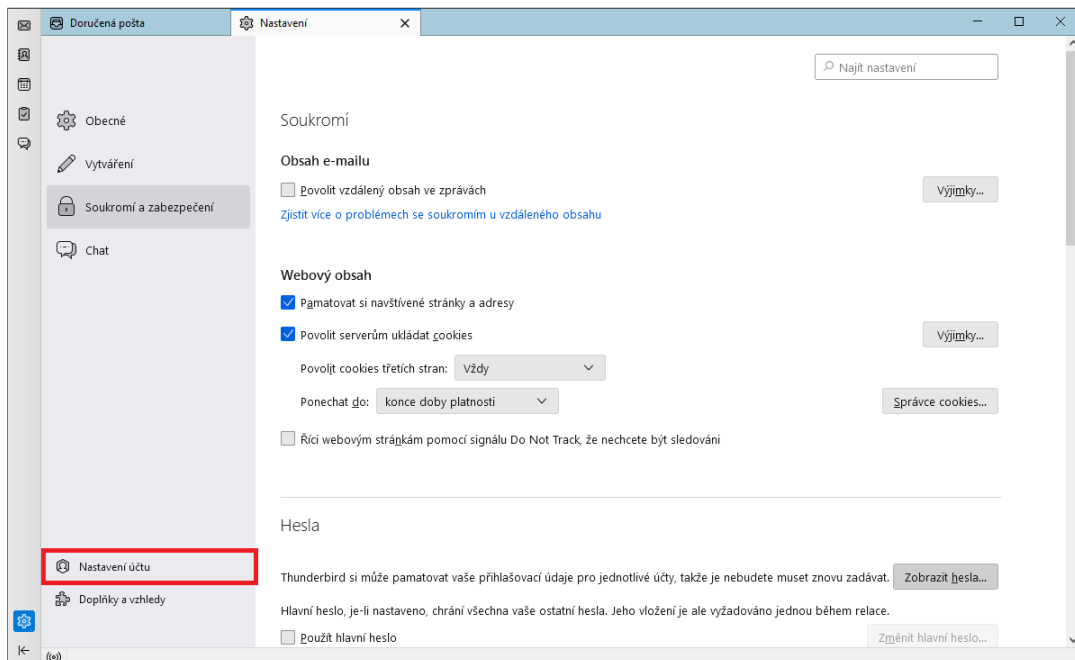 Doručená pošta
Nastavení
Najít nastavení
Obecné
Vytváření
Soukromí a zabezpečení
Chat
Nastavení účtu
Doplňky a vzhledy
Soukromí
Obsah e-mailu
Povolit vzdálený obsah ve zprávách
Výjimky...
Zjistit více o problémech se soukromím u vzdáleného obsahu
Webový obsah
Pamatovat si navštívené stránky a adresy
Povolit serverům ukládat cookies
Výjimky...
Povolit cookies třetích stran: Vždy
Ponechat do: konce doby platnosti
Správce cookies...
Říci webovým stránkám pomocí signálu Do Not Track, že nechcete být sledováni
Hesla
Thunderbird si může pamatovat vaše přihlašovací údaje pro jednotlivé účty, takže je nebudete muset znovu zadávat.
Zobrazit hesla...
Hlavní heslo, je-li nastaveno, chrání všechna vaše ostatní hesla. Jeho vložení je ale vyžadováno jednou během relace.
Použít hlavní heslo
Změnit hlavní heslo...